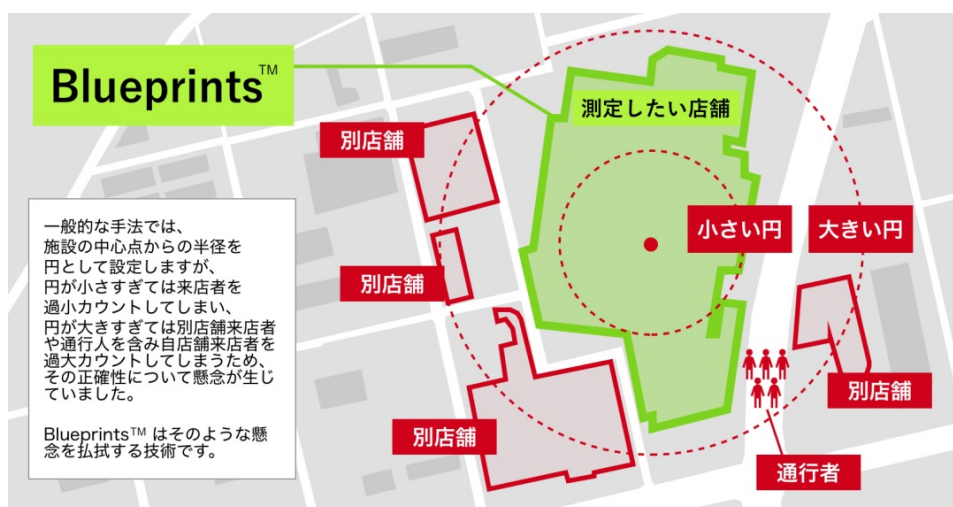 Blueprints™
測定したい店舗
別店舗
小さい円
大きい円
別店舗
別店舗
別店舗
通行者
一般的な手法では、
施設の中心点からの半径を
円として設定しますが、
円が小さすぎては来店者を
過小カウントしてしまい、
円が大きすぎては別店舗来店者
や通行人を含み自店舗来店者を
過大カウントしてしまうため、
その正確性について懸念が生じ
ていました。
Blueprints™ はそのような懸
念を払拭する技術です。